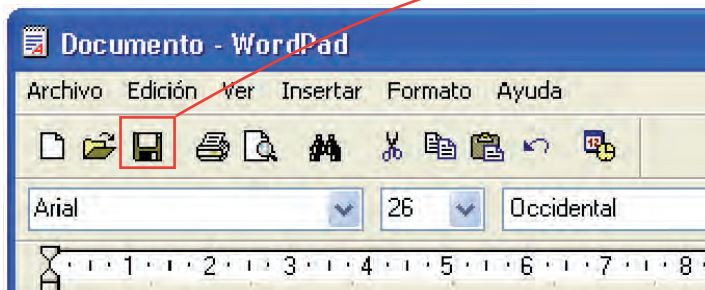 Documento - WordPad
Archivo Edición Ver Insertar Formato Ayuda
12
Arial 26 Occidental
1 2 3 4 5 6 7 8